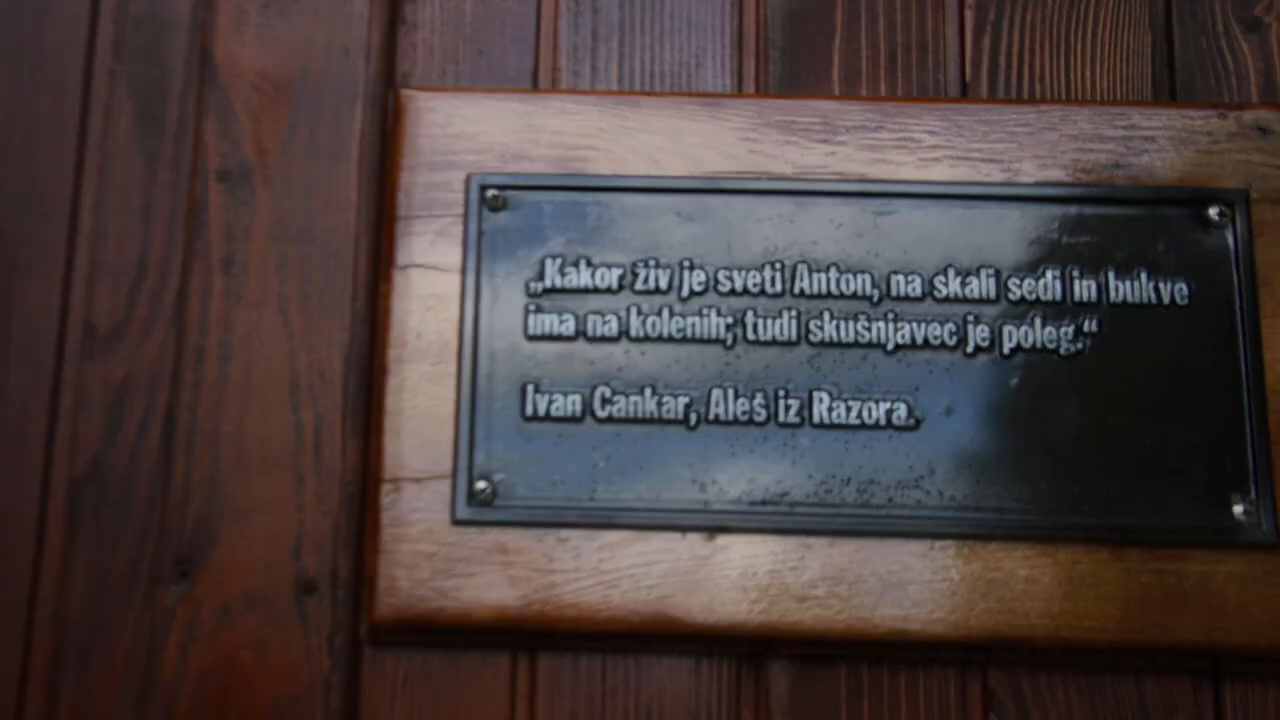 „Kakor živ je sveti Anton, na skali sedi in bukve
ima na kolenih; tudi skušnjavec je poleg.“
Ivan Cankar, Aleš iz Razora.